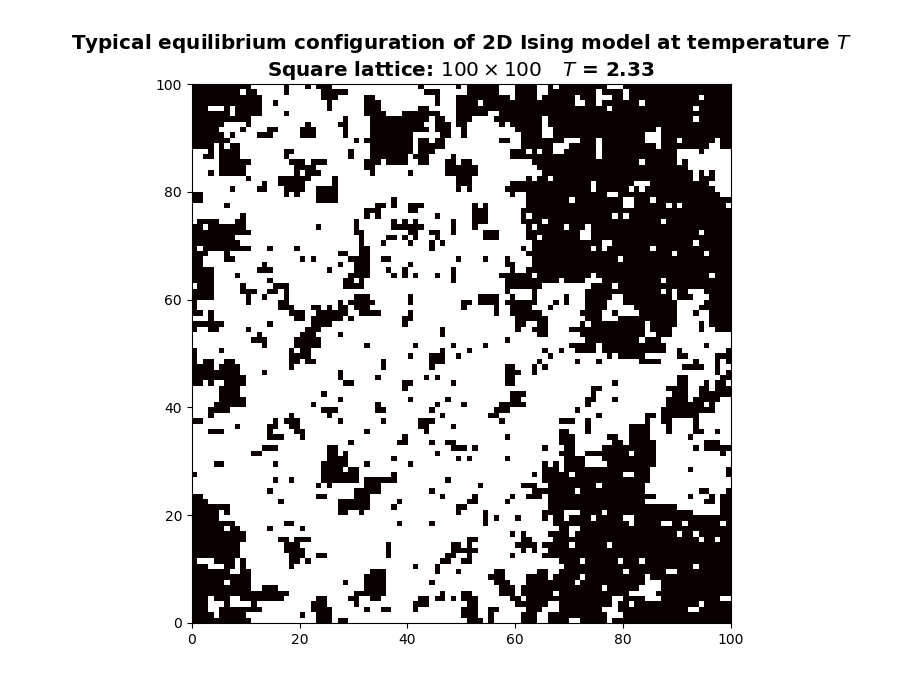 Typical equilibrium configuration of 2D Ising model at temperature T
Square lattice: 100 × 100 T = 2.33
100
80
60
40
20
0
0 20 40 60 80 100